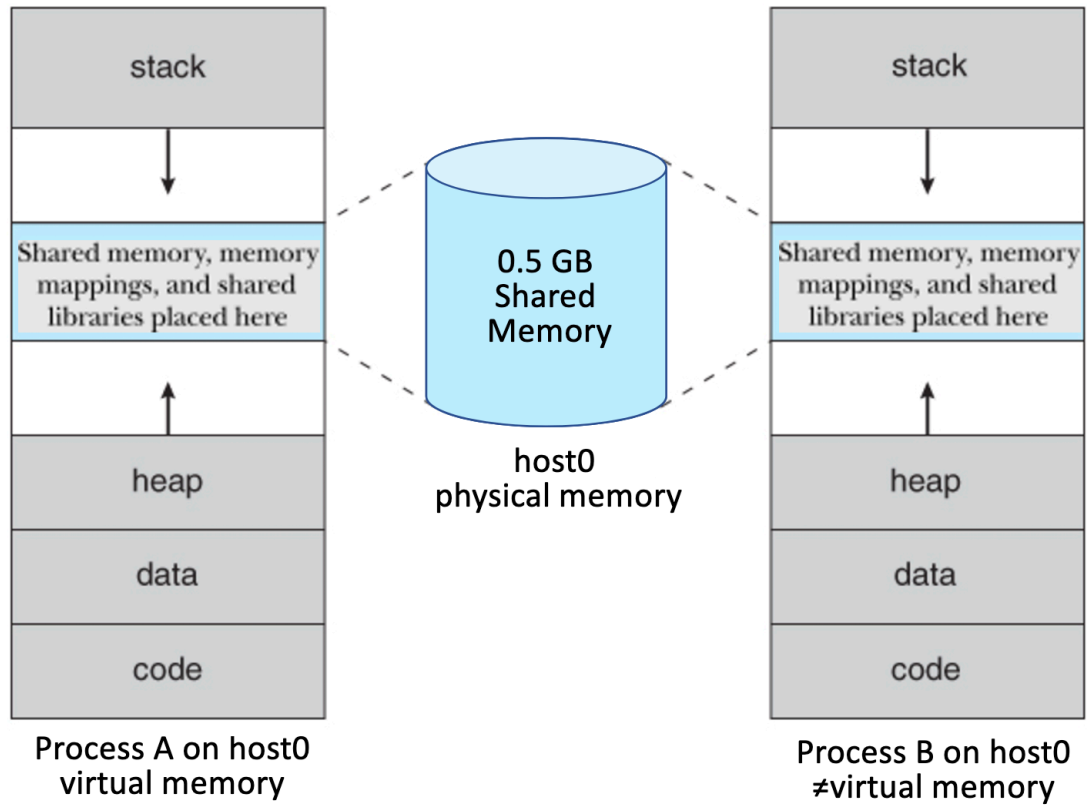 stack
Shared memory, memory
mappings, and shared
libraries placed here
heap
data
code
Process A on host0
virtual memory
0.5 GB
Shared
Memory
host0
physical memory
stack
Shared memory, memory
mappings, and shared
libraries placed here
heap
data
code
Process B on host0
≠virtual memory